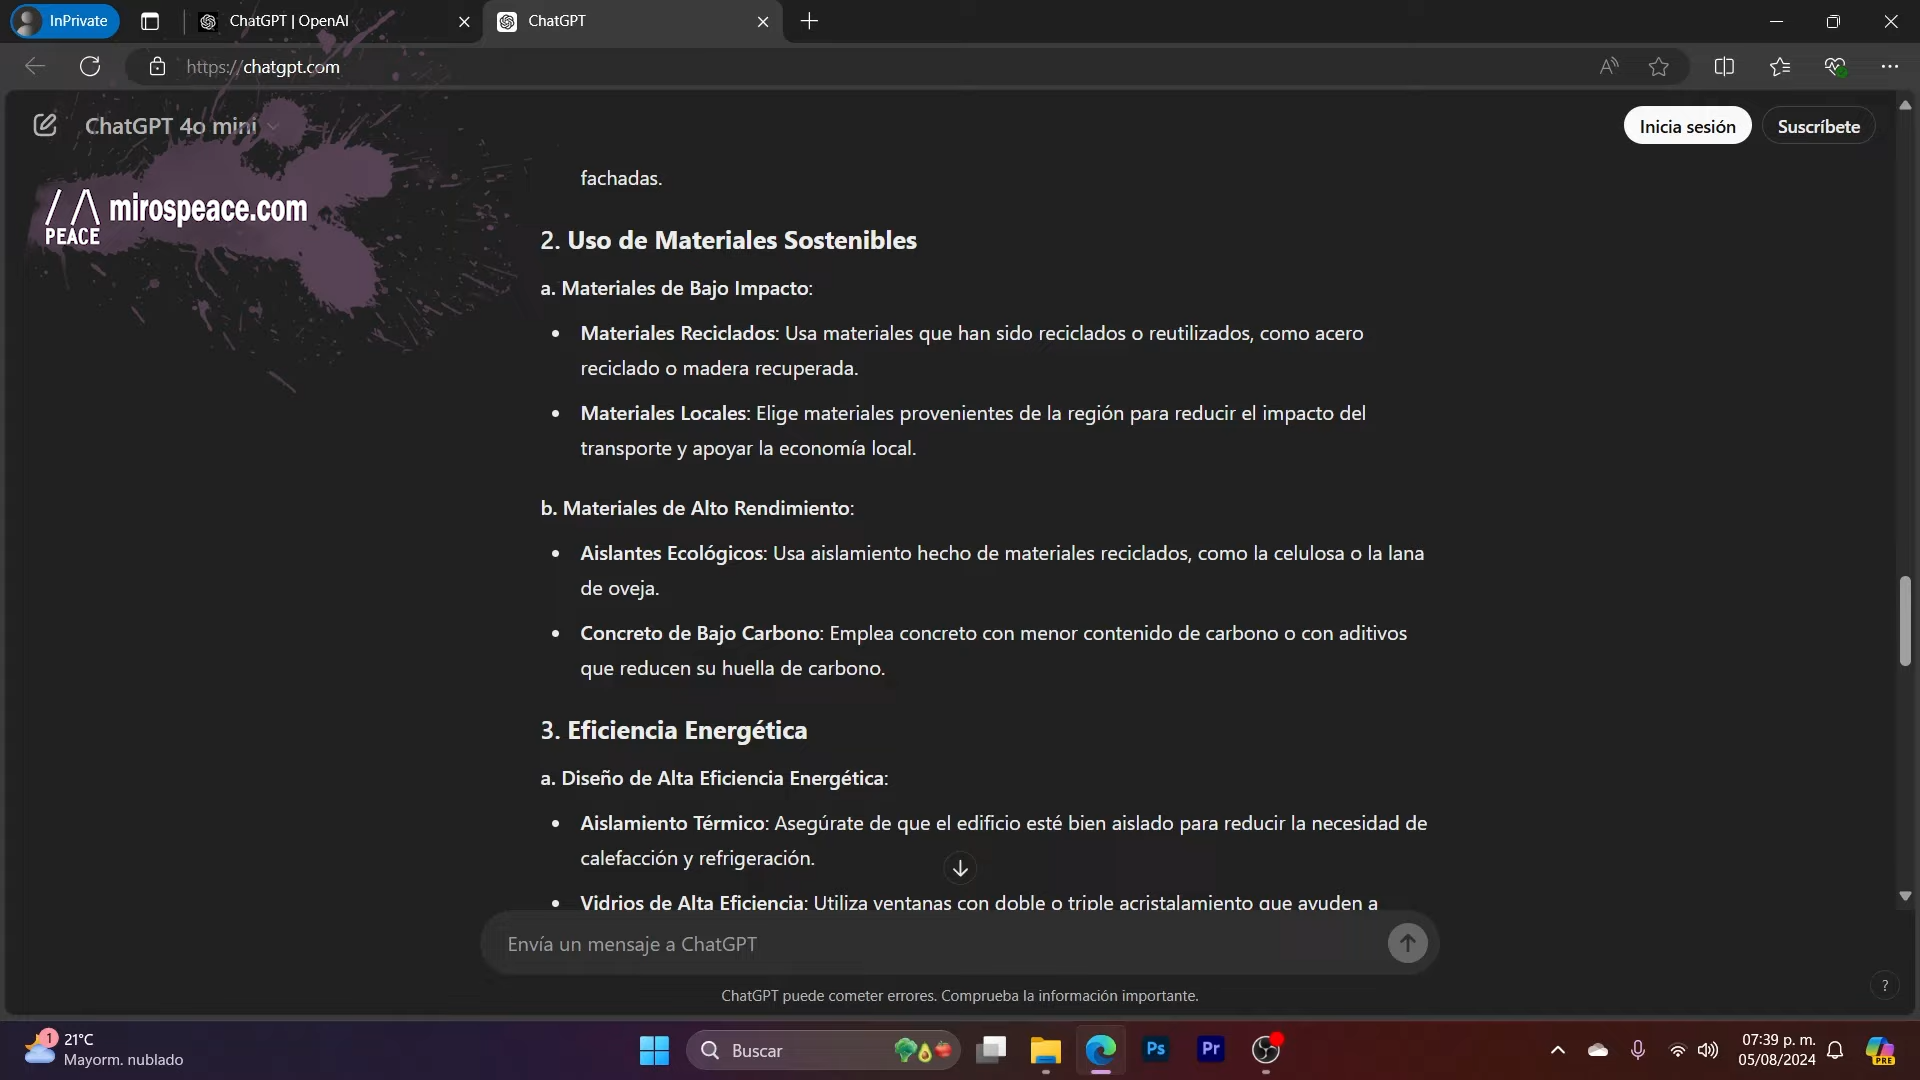 InPrivate
ChatGPT | OpenAI
ChatGPT
https://chatgpt.com
ChatGPT 4o mini
Inicia sesión
Suscríbete
PEACE
mirospeace.com
fachadas.
2. Uso de Materiales Sostenibles
a. Materiales de Bajo Impacto:
• Materiales Reciclados: Usa materiales que han sido reciclados o reutilizados, como acero
reciclado o madera recuperada.
• Materiales Locales: Elige materiales provenientes de la región para reducir el impacto del
transporte y apoyar la economía local.
b. Materiales de Alto Rendimiento:
• Aislantes Ecológicos: Usa aislamiento hecho de materiales reciclados, como la celulosa o la lana
de oveja.
• Concreto de Bajo Carbono: Emplea concreto con menor contenido de carbono o con aditivos
que reducen su huella de carbono.
3. Eficiencia Energética
a. Diseño de Alta Eficiencia Energética:
• Aislamiento Térmico: Asegúrate de que el edificio esté bien aislado para reducir la necesidad de
calefacción y refrigeración.
• Vidrios de Alta Eficiencia: Utiliza ventanas con doble o triple acristalamiento que ayuden a
Envía un mensaje a ChatGPT
ChatGPT puede cometer errores. Comprueba la información importante.
?
1
21°C
Mayorm. nublado
Buscar
Ps
Pr
07:39 p. m.
05/08/2024
PRE